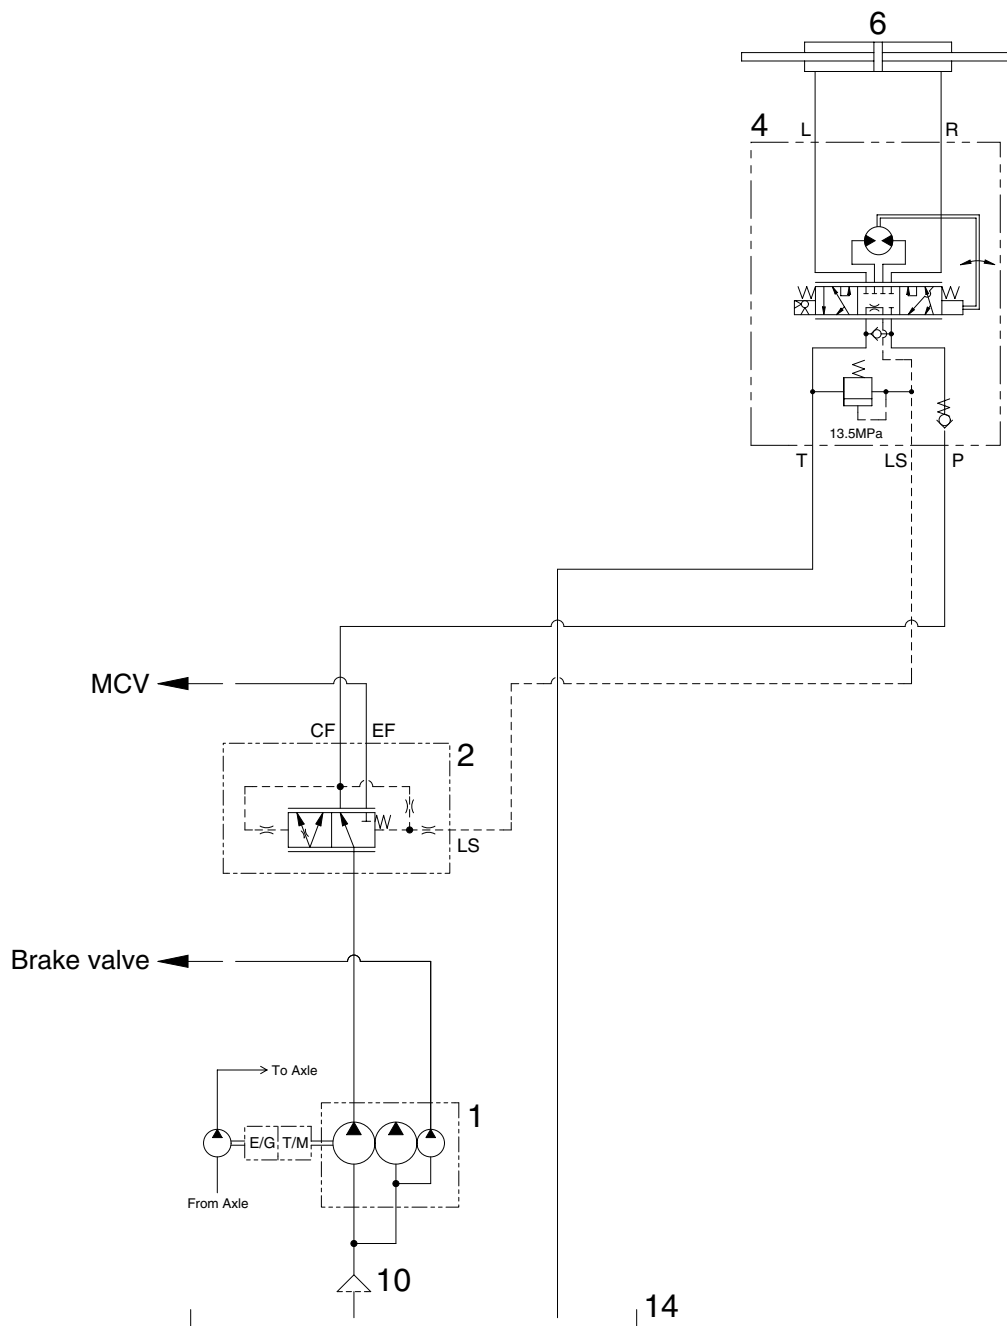 6
4 L R
13.5MPa
T LS P
MCV
CF EF 2
LS
Brake valve
To Axle
1
E/G T/M
From Axle
10
14